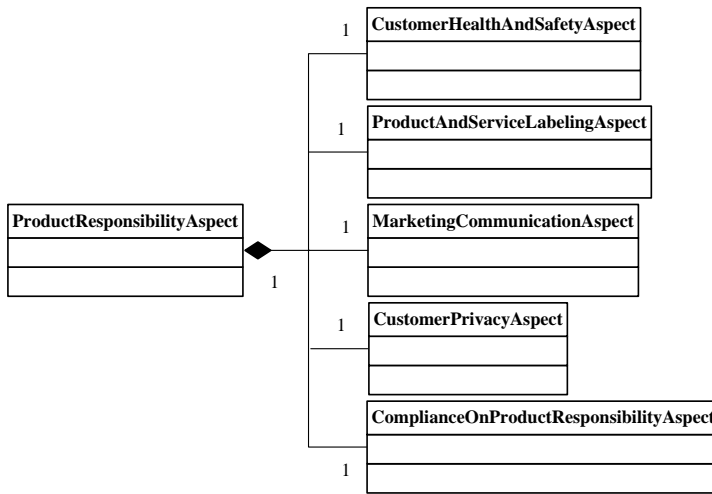 1
CustomerHealthAndSafetyAspect
1
ProductAndServiceLabelingAspect
ProductResponsibilityAspect
1
1
MarketingCommunicationAspect
1
CustomerPrivacyAspect
ComplianceOnProductResponsibilityAspect
1